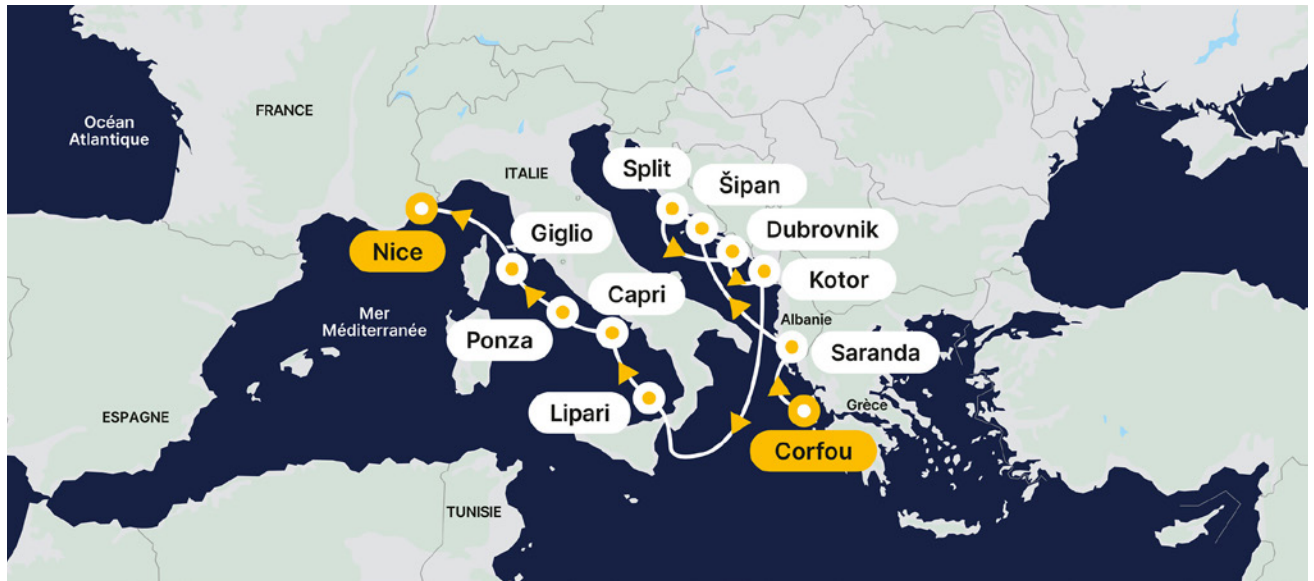 Océan
Atlantique
FRANCE
ITALIE
Split
Šipan
Dubrovnik
Kotor
Nice
Giglio
Capri
Mer
Méditerranée
Ponza
Albanie
Saranda
Lipari
Grèce
ESPAGNE
Corfou
TUNISIE